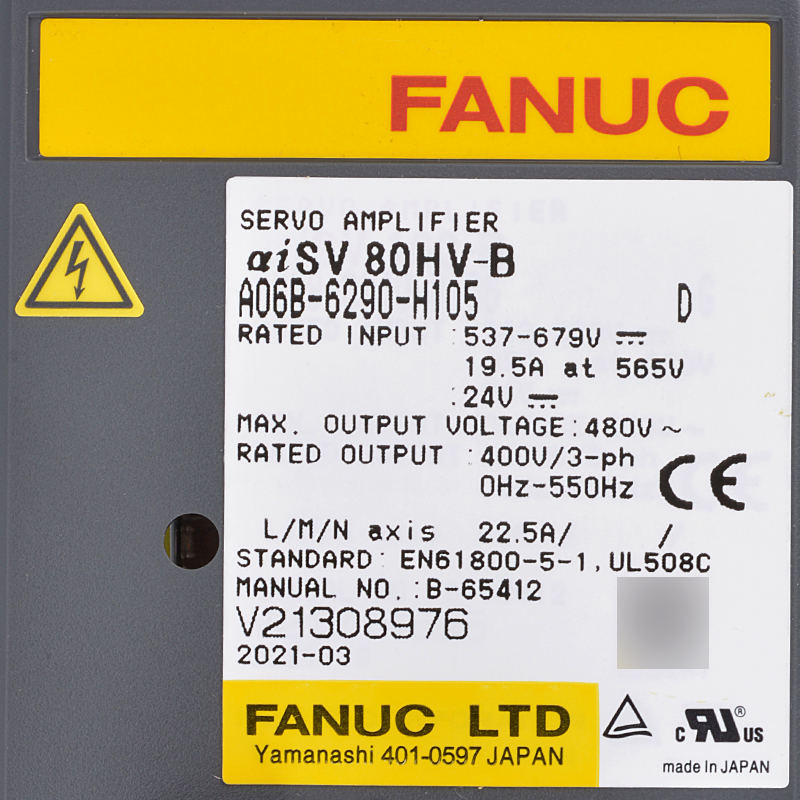 FANUC
SERVO AMPLIFIER
αiSV 80HV-B
A06B-6290-H105 D
RATED INPUT :537-679V ⎓
19.5A at 565V
:24V ⎓
MAX. OUTPUT VOLTAGE:480V~
RATED OUTPUT :400V/3-ph
0Hz-550Hz
CE
L/M/N axis 22.5A/ /
STANDARD: EN61800-5-1,UL508C
MANUAL NO.:B-65412
V21308976
2021-03
FANUC LTD
Yamanashi 401-0597 JAPAN
c RU ® US
made In JAPAN